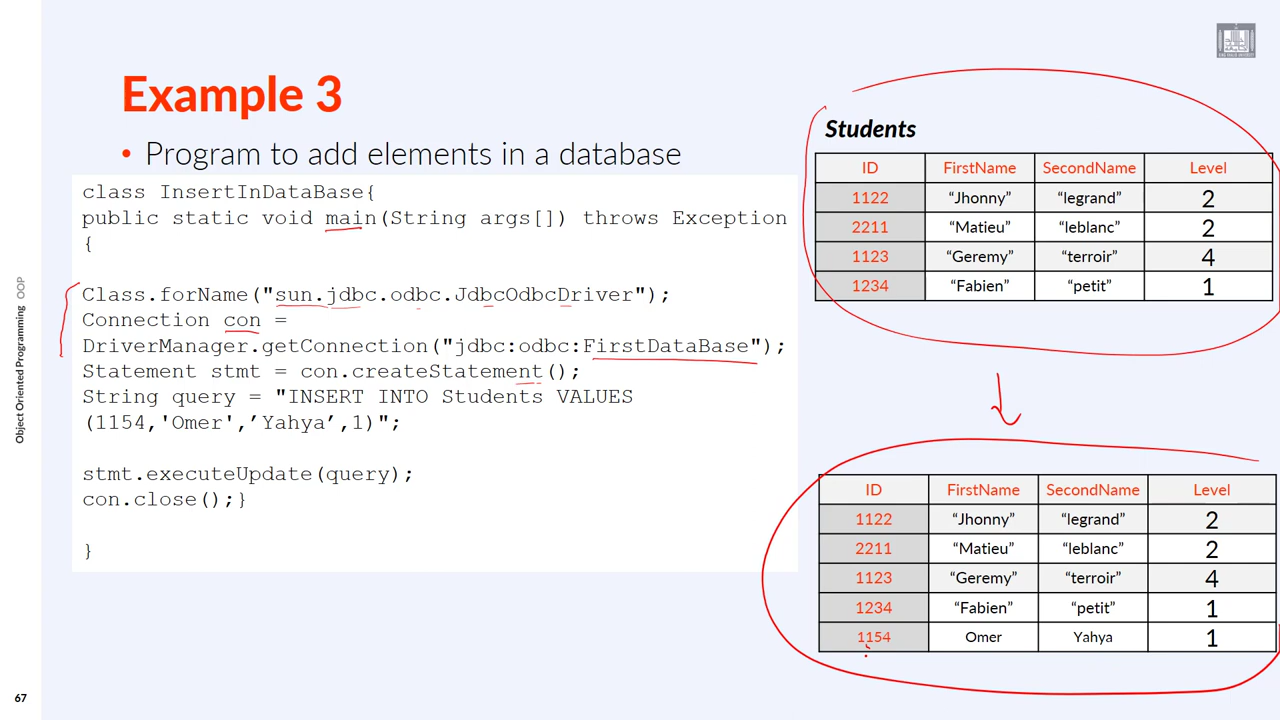 Example 3
• Program to add elements in a database
class InsertInDataBase{
public static void main(String args[]) throws Exception
{
Class.forName("sun.jdbc.odbc.JdbcOdbcDriver");
Connection con =
DriverManager.getConnection("jdbc:odbc:FirstDataBase");
Statement stmt = con.createStatement();
String query = "INSERT INTO Students VALUES
(1154,'Omer',’Yahya’,1)";
stmt.executeUpdate(query);
con.close();}
}
Students
ID FirstName SecondName Level
1122 “Jhonny” “legrand” 2
2211 “Matieu” “leblanc” 2
1123 “Geremy” “terroir” 4
1234 “Fabien” “petit” 1
ID FirstName SecondName Level
1122 “Jhonny” “legrand” 2
2211 “Matieu” “leblanc” 2
1123 “Geremy” “terroir” 4
1234 “Fabien” “petit” 1
1154 Omer Yahya 1
Object Oriented Programming OOP
67